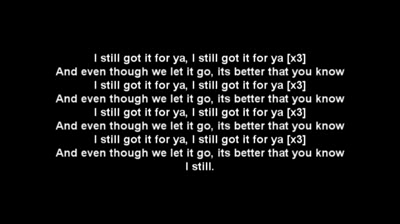 I still got it for ya, I still got it for ya [x3]
And even though we let it go, its better that you know
I still got it for ya, I still got it for ya [x3]
And even though we let it go, its better that you know
I still got it for ya, I still got it for ya [x3]
And even though we let it go, its better that you know
I still got it for ya, I still got it for ya [x3]
And even though we let it go, its better that you know
I still.